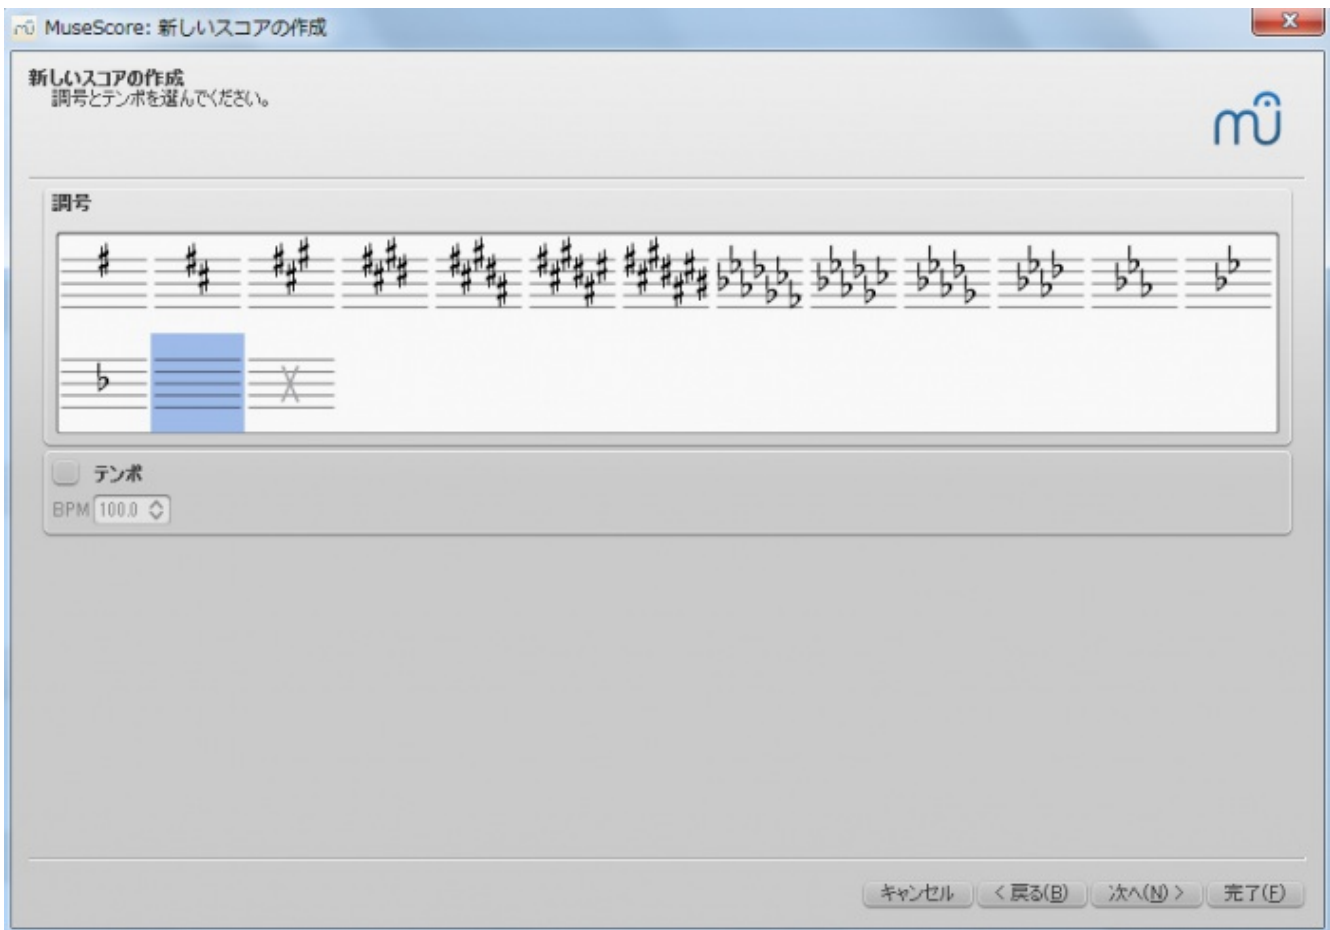 MuseScore: 新しいスコアの作成
新しいスコアの作成
調号とテンポを選んでください。
調号
テンポ
BPM 100.0
キャンセル < 戻る(B) 次へ(N) > 完了(F)